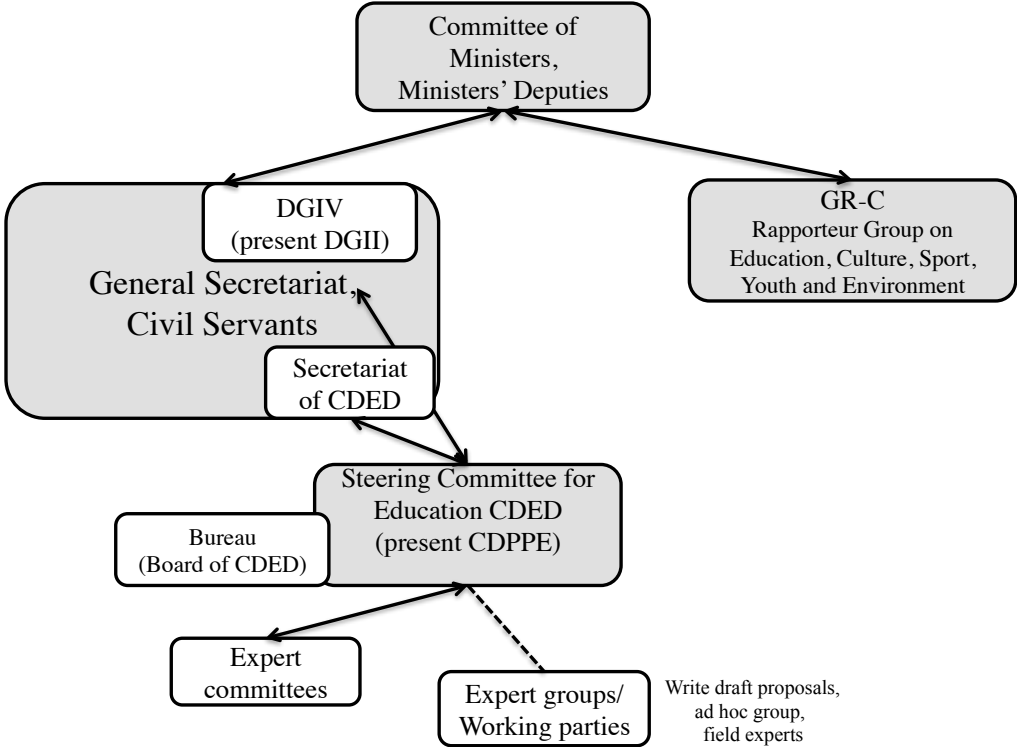 Committee of
Ministers,
Ministers’ Deputies
DGIV
(present DGII)
General Secretariat,
Civil Servants
Secretariat
of CDED
GR-C
Rapporteur Group on
Education, Culture, Sport,
Youth and Environment
Steering Committee for
Education CDED
(present CDPPE)
Bureau
(Board of CDED)
Expert
committees
Expert groups/
Working parties
Write draft proposals,
ad hoc group,
field experts